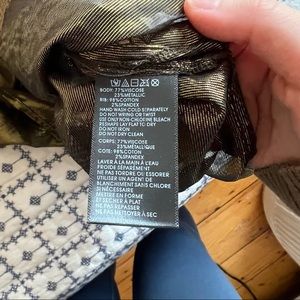 BODY: 77%VISCOSE
23%METALLIC
RIB: 98%COTTON
2%SPANDEX
HAND WASH COLD SEPARATELY
DO NOT WRING OR TWIST
USE ONLY NON-CHLORINE BLEACH
RESHAPE LAY FLAT TO DRY
DO NOT IRON
DO NOT DRY CLEAN
CORPS: 77%VISCOSE
23%METALLIQUE
COTE: 98%COTON
2%SPANDEX
LAVER À LA MAIN À L'EAU
FROIDE SÉPARÉMENT
NE PAS TORDRE OU ESSORER
UTILISER UN AGENT DE
BLANCHIMENT SANS CHLORE
SI NÉCESSAIRE
METTRE EN FORME
ET SÉCHER À PLAT
NE PAS REPASSER
NE PAS NETTOYER À SEC